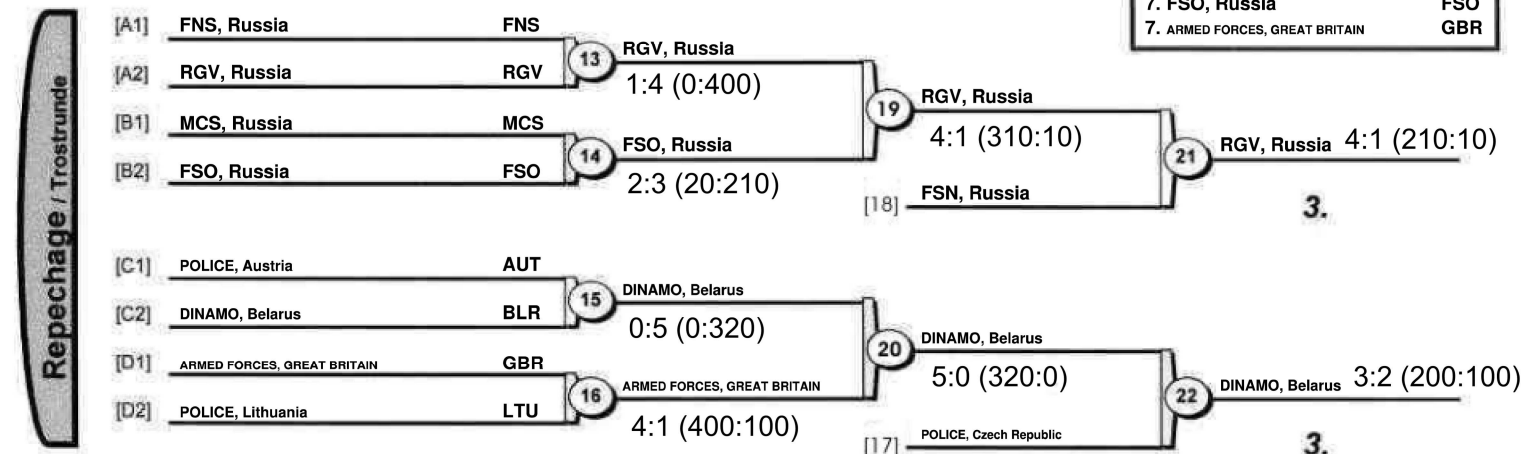 7. FSO, Russia FSO
7. ARMED FORCES, GREAT BRITAIN GBR
Repechage / Trostrunde
[A1] FNS, Russia FNS
[A2] RGV, Russia RGV
13 RGV, Russia
1:4 (0:400)
[B1] MCS, Russia MCS
[B2] FSO, Russia FSO
14 FSO, Russia
2:3 (20:210)
19 RGV, Russia
4:1 (310:10)
[18] FSN, Russia
21 RGV, Russia 4:1 (210:10)
3.
[C1] POLICE, Austria AUT
[C2] DINAMO, Belarus BLR
15 DINAMO, Belarus
0:5 (0:320)
[D1] ARMED FORCES, GREAT BRITAIN GBR
[D2] POLICE, Lithuania LTU
16 ARMED FORCES, GREAT BRITAIN
4:1 (400:100)
20 DINAMO, Belarus
5:0 (320:0)
[17] POLICE, Czech Republic
22 DINAMO, Belarus 3:2 (200:100)
3.